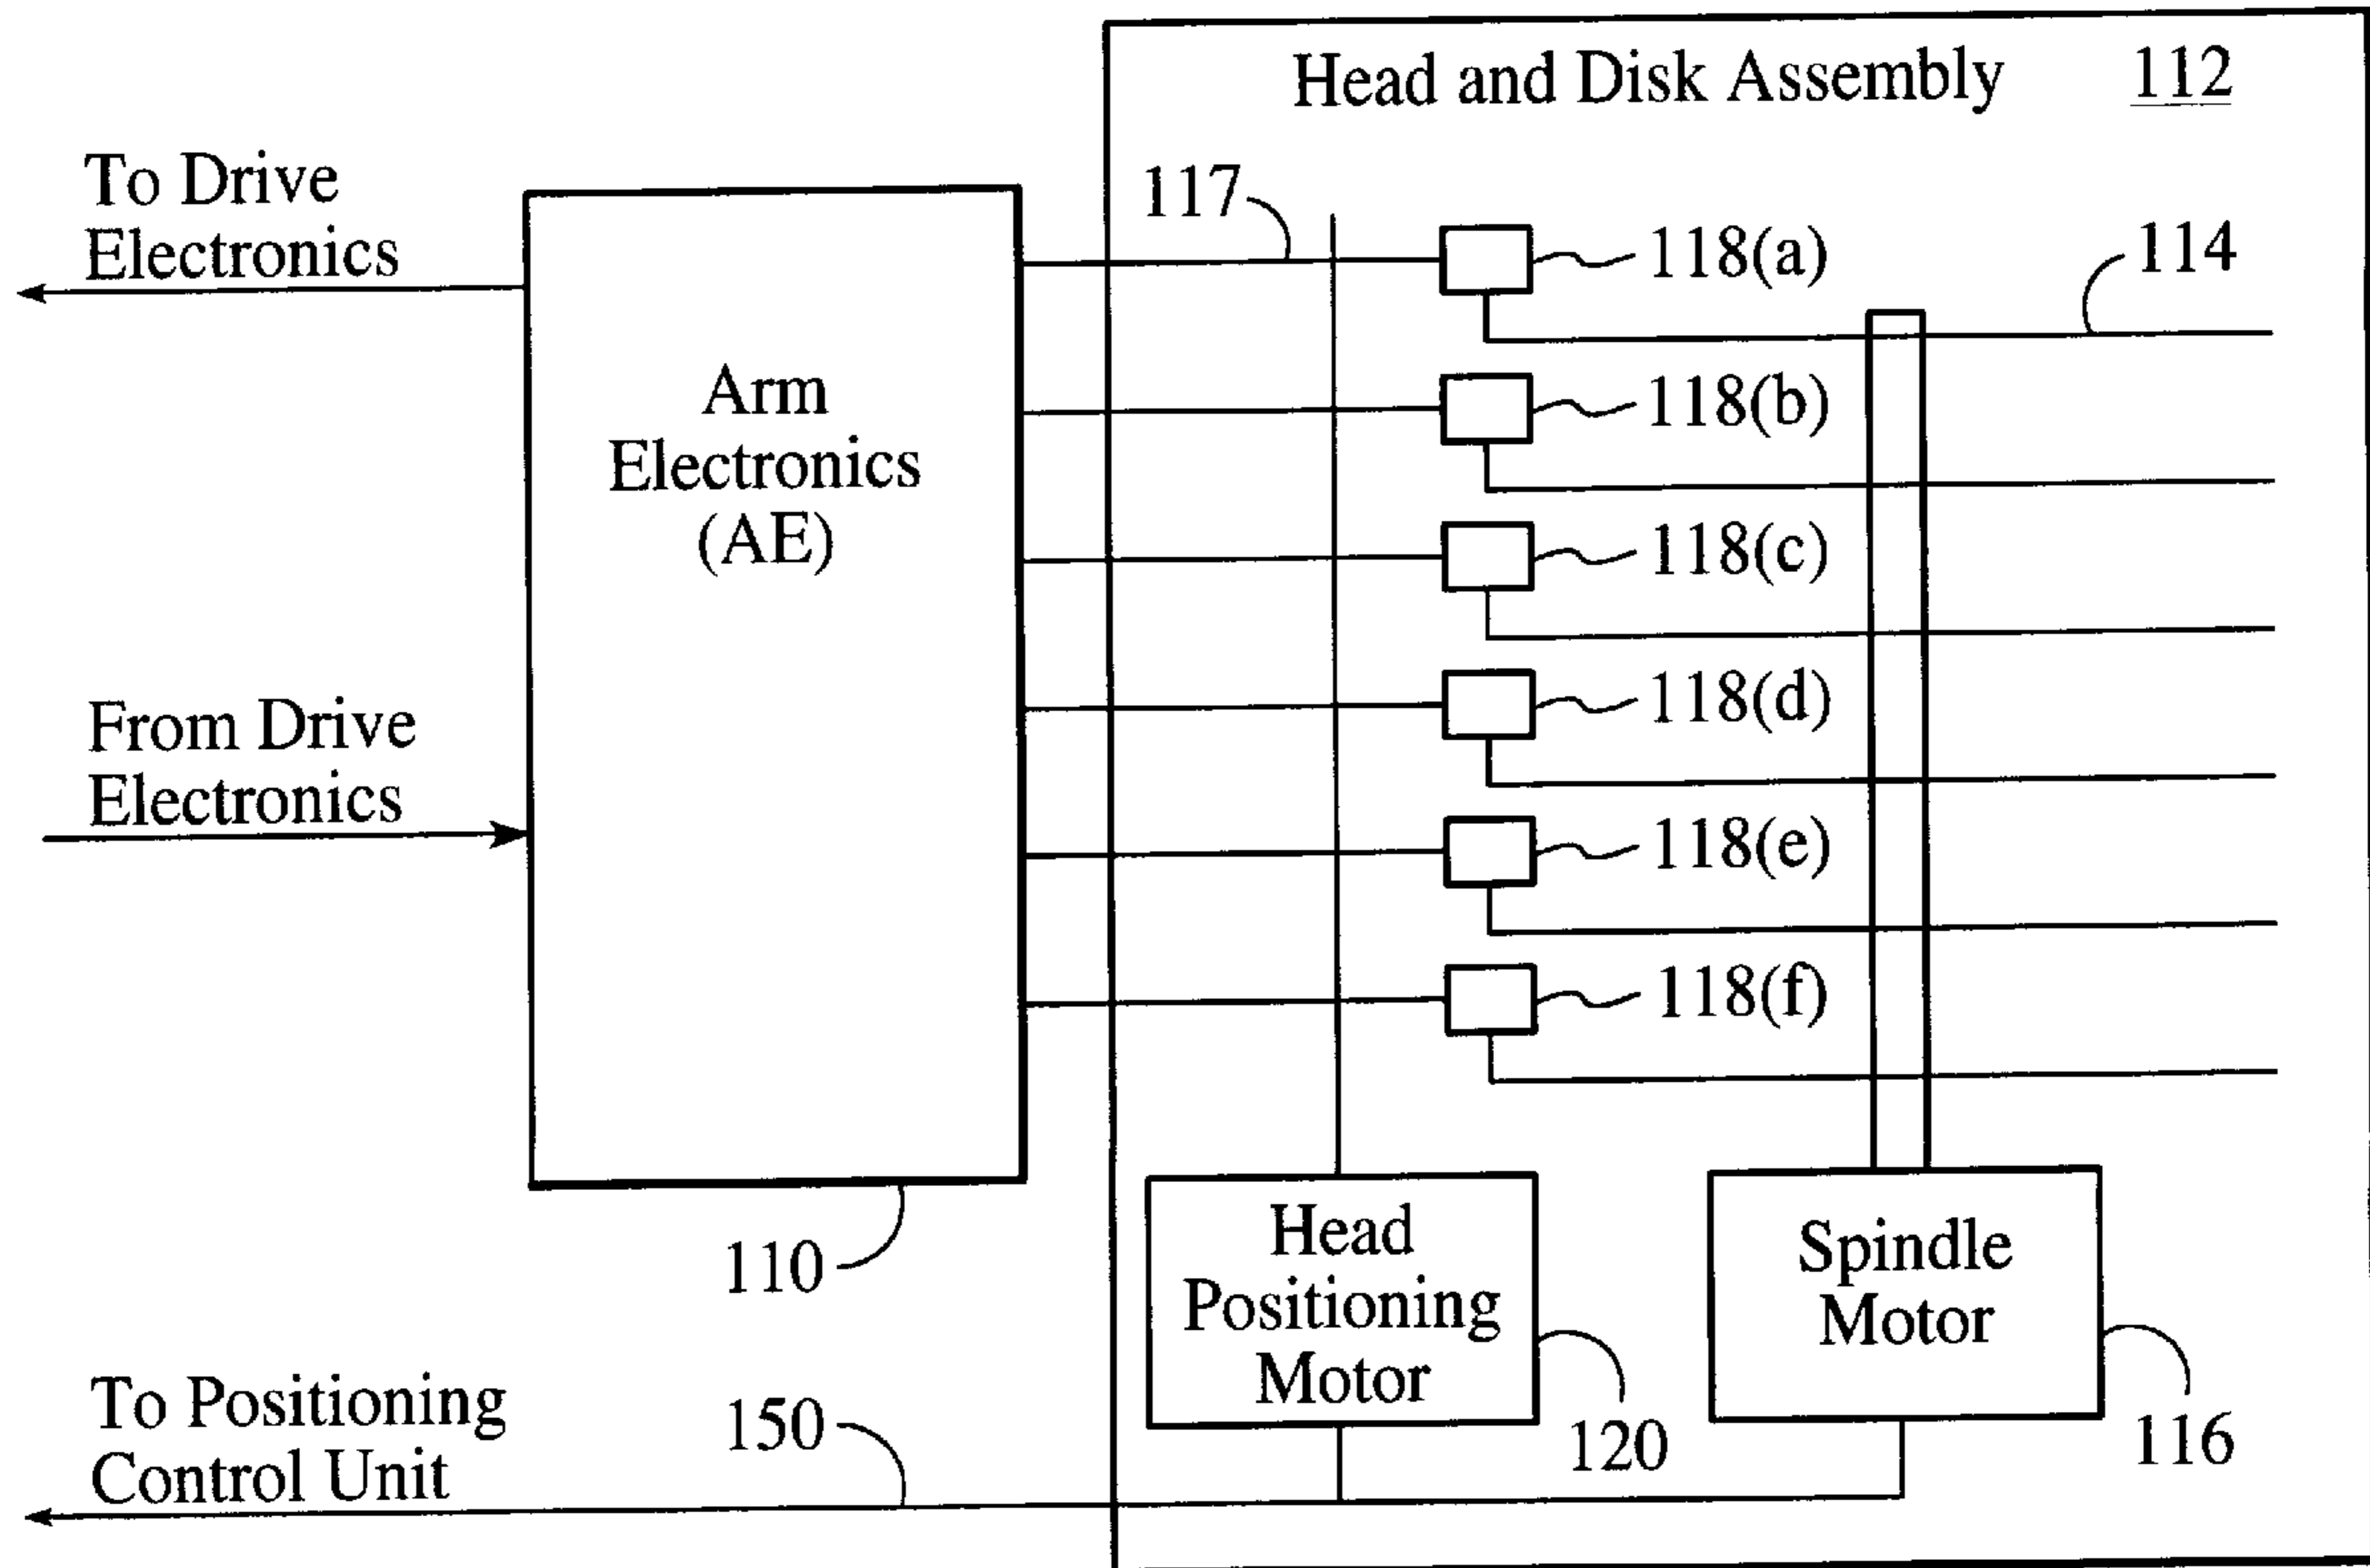 Head and Disk Assembly 112
To Drive
Electronics
117
118(a)
114
Arm
Electronics
(AE)
118(b)
118(c)
118(d)
From Drive
Electronics
118(e)
118(f)
110
Head
Positioning
Motor
Spindle
Motor
To Positioning
Control Unit
150
120
116